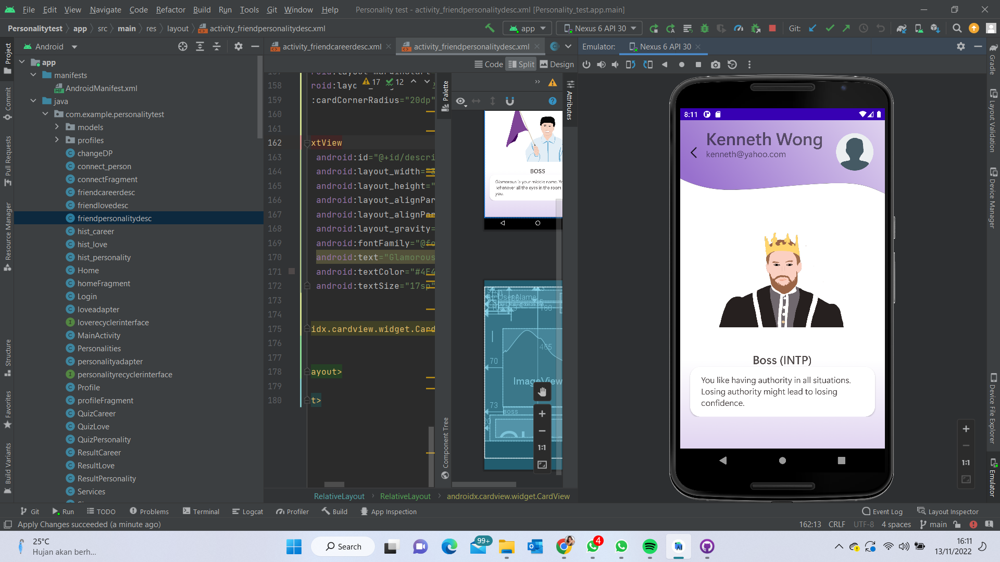 File Edit View Navigate Code Refactor Build Run Tools Git Window Help Personality test - activity_friendpersonalitydesc.xml [Personality_test.app.main]
Personalitytest app src main res layout activity_friendpersonalitydesc.xml app Nexus 6 API 30 Git:
Android
activity_friendcareerdesc.xml activity_friendpersonalitydesc.xml
Emulator: Nexus 6 API 30
Code Split Design
Project
Commit
Pull Requests
Resource Manager
Structure
Favorites
Build Variants
app
manifests
AndroidManifest.xml
java
com.example.personalitytest
models
profiles
changeDP
connect_person
connectFragment
friendcareerdesc
friendlovedesc
friendpersonalitydesc
hist_career
hist_love
hist_personality
Home
homeFragment
Login
loveadapter
loverecyclerinterface
MainActivity
Personalities
personalityadapter
personalityrecyclerinterface
Profile
profileFragment
QuizCareer
QuizLove
QuizPersonality
ResultCareer
ResultLove
ResultPersonality
Services
17 12
158 roid:layo
159 :cardCornerRadius="20dp"
160
161
162 xtView
163 android:id="@+id/descri
164 android:layout_width="3
165 android:layout_height="
166 android:layout_alignPar
167 android:layout_alignPar
168 android:layout_gravity=
169 android:fontFamily="@fo
170 android:text="Glamorous
171 android:textColor="#4E4
172 android:textSize="17sp"
173
174
175 idx.cardview.widget.Card
176
177
178 ayout>
179
180 t>
Palette
Component Tree
Attributes
BOSS
Glamorous is your middle name. Yo
whenever all the eyes in the room
you.
User Name
160
465
70
ImageView
73
BOSS
20
1:1
8:11
Kenneth Wong
kenneth@yahoo.com
Boss (INTP)
You like having authority in all situations.
Losing authority might lead to losing
confidence.
1:1
Gradle
Layout Validation
Device Manager
Device File Explorer
Emulator
RelativeLayout RelativeLayout androidx.cardview.widget.CardView
Git Run TODO Problems Terminal Logcat Profiler Build App Inspection Event Log Layout Inspector
Apply Changes succeeded (a minute ago) 162:13 CRLF UTF-8 4 spaces main
25°C
Hujan akan berh...
Search
99+
4
16:11
13/11/2022